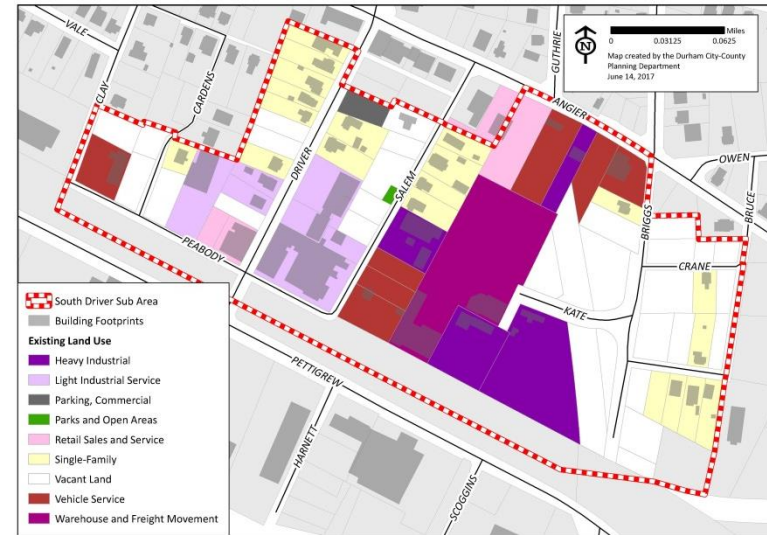 Miles
0 0.03125 0.0625
Map created by the Durham City-County
Planning Department
June 14, 2017
N
VALE
CLAY
CARDENS
DRIVER
SALEM
GUTHRIE
ANGIER
OWEN
BRUCE
BRIGGS
CRANE
KATE
PEABODY
PETTIGREW
HARNETT
SCOGGINS
South Driver Sub Area
Building Footprints
Existing Land Use
Heavy Industrial
Light Industrial Service
Parking, Commercial
Parks and Open Areas
Retail Sales and Service
Single-Family
Vacant Land
Vehicle Service
Warehouse and Freight Movement